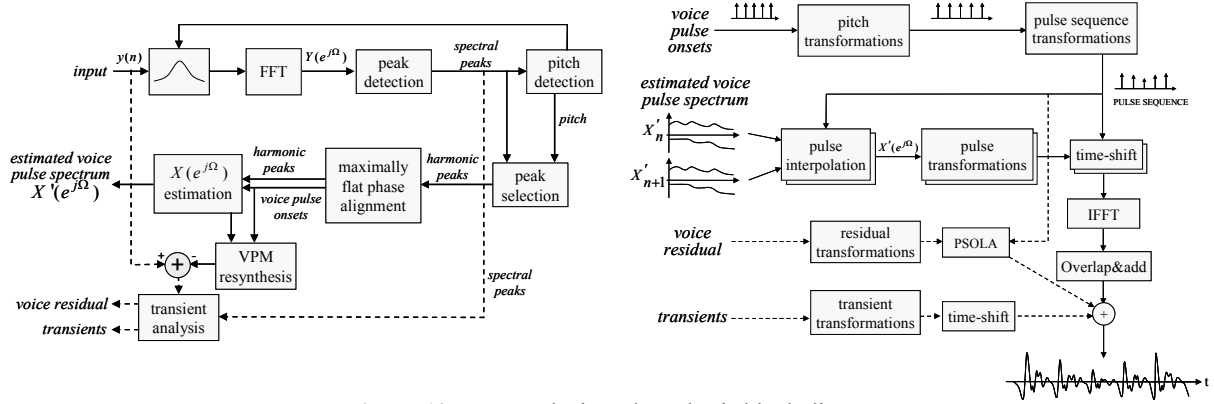 input
y(n)
FFT
Y(e^{jΩ})
peak
detection
spectral
peaks
pitch
detection
pitch
peak
selection
harmonic
peaks
maximally
flat phase
alignment
harmonic
peaks
voice pulse
onsets
X(e^{jΩ})
estimation
estimated voice
pulse spectrum
X'(e^{jΩ})
VPM
resynthesis
+
-
+
spectral
peaks
transient
analysis
voice residual
transients
voice
pulse
onsets
pitch
transformations
pulse sequence
transformations
PULSE SEQUENCE
estimated voice
pulse spectrum
X'n
X'n+1
pulse
interpolation
X'(e^{jΩ})
pulse
transformations
time-shift
IFFT
Overlap&add
voice
residual
residual
transformations
PSOLA
transients
transient
transformations
time-shift
+
t